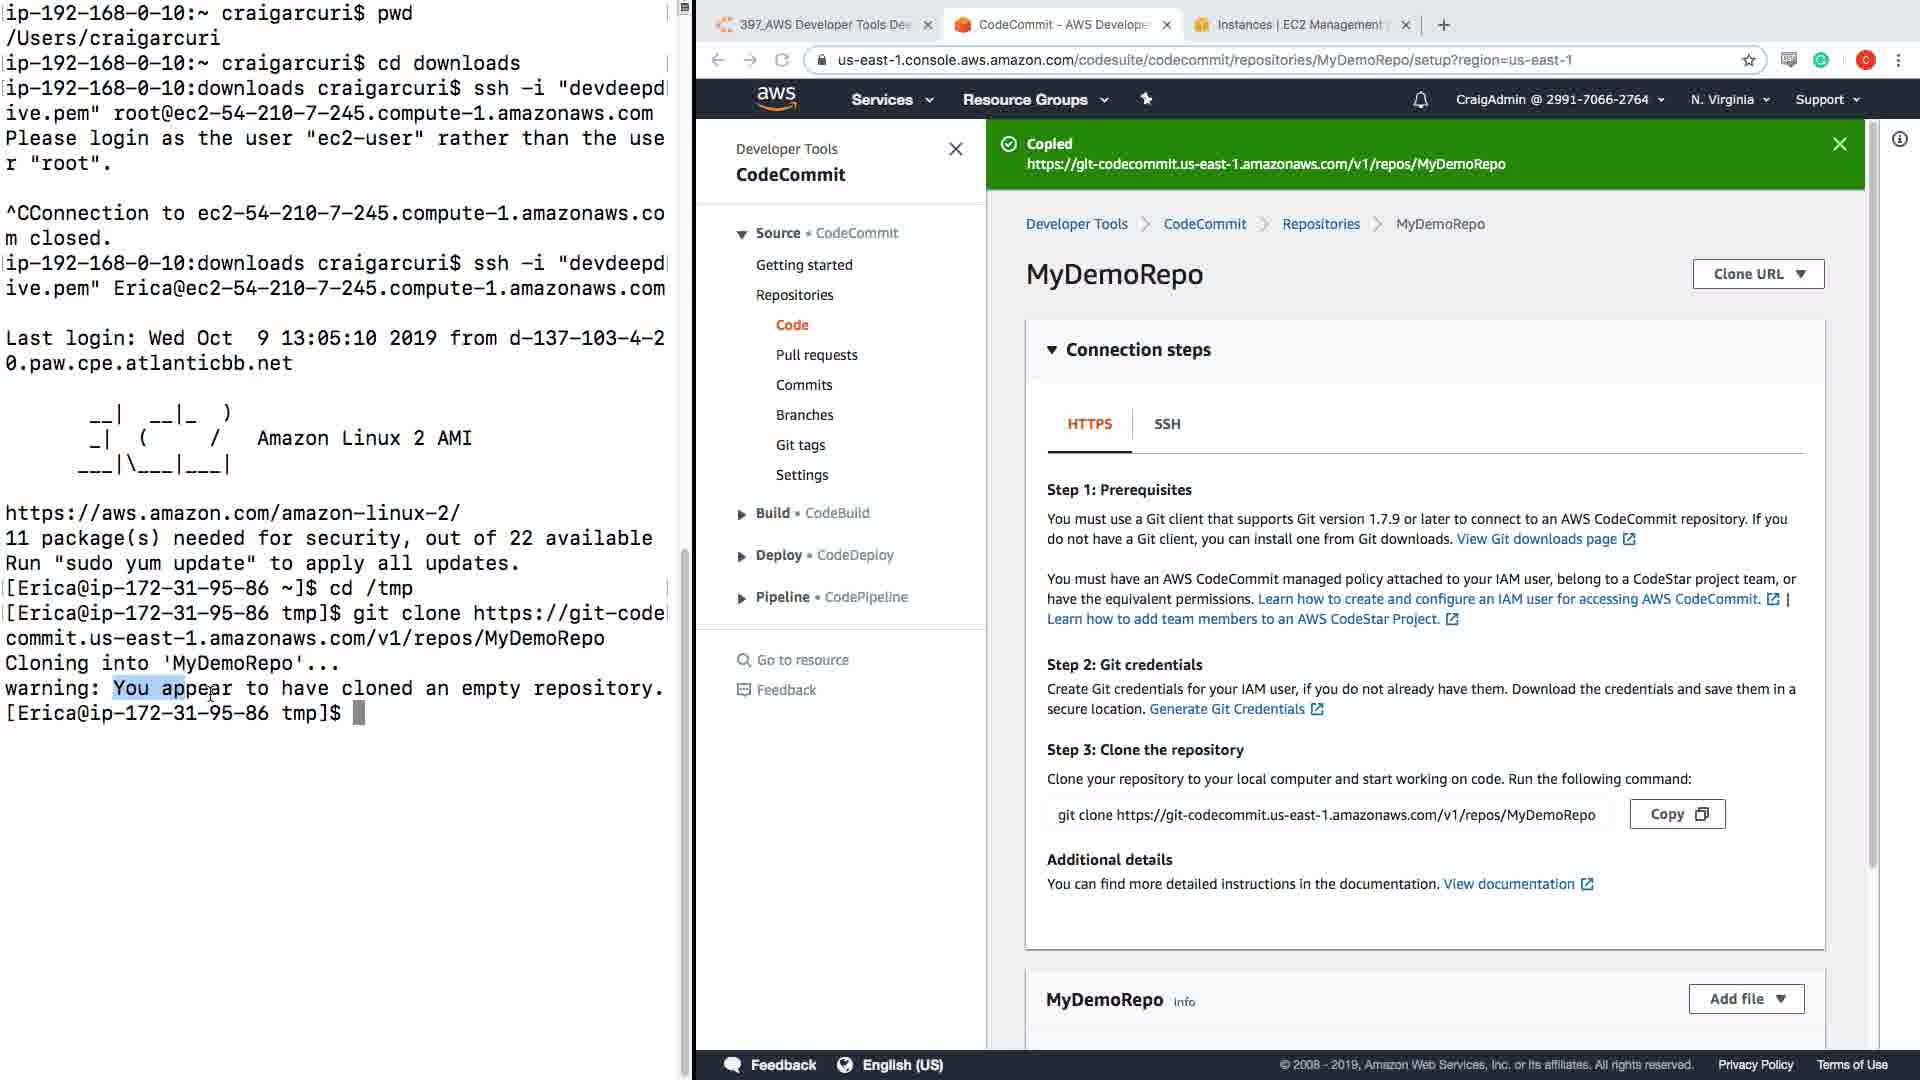 ip-192-168-0-10:~ craigarcuri$ pwd
/Users/craigarcuri
ip-192-168-0-10:~ craigarcuri$ cd downloads
ip-192-168-0-10:downloads craigarcuri$ ssh -i "devdeepd
ive.pem" root@ec2-54-210-7-245.compute-1.amazonaws.com
Please login as the user "ec2-user" rather than the use
r "root".
^CConnection to ec2-54-210-7-245.compute-1.amazonaws.co
m closed.
ip-192-168-0-10:downloads craigarcuri$ ssh -i "devdeepd
ive.pem" Erica@ec2-54-210-7-245.compute-1.amazonaws.com
Last login: Wed Oct  9 13:05:10 2019 from d-137-103-4-2
0.paw.cpe.atlanticbb.net
__|  __|_  )
_|  (     /   Amazon Linux 2 AMI
___|\___|___|
https://aws.amazon.com/amazon-linux-2/
11 package(s) needed for security, out of 22 available
Run "sudo yum update" to apply all updates.
[Erica@ip-172-31-95-86 ~]$ cd /tmp
[Erica@ip-172-31-95-86 tmp]$ git clone https://git-code
commit.us-east-1.amazonaws.com/v1/repos/MyDemoRepo
Cloning into 'MyDemoRepo'...
warning: You appear to have cloned an empty repository.
[Erica@ip-172-31-95-86 tmp]$
397_AWS Developer Tools Dee
CodeCommit - AWS Developer
Instances | EC2 Management
us-east-1.console.aws.amazon.com/codesuite/codecommit/repositories/MyDemoRepo/setup?region=us-east-1
C
aws
Services
Resource Groups
CraigAdmin @ 2991-7066-2764
N. Virginia
Support
Developer Tools
CodeCommit
Source • CodeCommit
Getting started
Repositories
Code
Pull requests
Commits
Branches
Git tags
Settings
Build • CodeBuild
Deploy • CodeDeploy
Pipeline • CodePipeline
Go to resource
Feedback
Copied
https://git-codecommit.us-east-1.amazonaws.com/v1/repos/MyDemoRepo
Developer Tools > CodeCommit > Repositories > MyDemoRepo
MyDemoRepo
Clone URL
Connection steps
HTTPS
SSH
Step 1: Prerequisites
You must use a Git client that supports Git version 1.7.9 or later to connect to an AWS CodeCommit repository. If you
do not have a Git client, you can install one from Git downloads. View Git downloads page
You must have an AWS CodeCommit managed policy attached to your IAM user, belong to a CodeStar project team, or
have the equivalent permissions. Learn how to create and configure an IAM user for accessing AWS CodeCommit. |
Learn how to add team members to an AWS CodeStar Project.
Step 2: Git credentials
Create Git credentials for your IAM user, if you do not already have them. Download the credentials and save them in a
secure location. Generate Git Credentials
Step 3: Clone the repository
Clone your repository to your local computer and start working on code. Run the following command:
git clone https://git-codecommit.us-east-1.amazonaws.com/v1/repos/MyDemoRepo
Copy
Additional details
You can find more detailed instructions in the documentation. View documentation
MyDemoRepo Info
Add file
Feedback
English (US)
© 2008 - 2019, Amazon Web Services, Inc. or its affiliates. All rights reserved.
Privacy Policy
Terms of Use